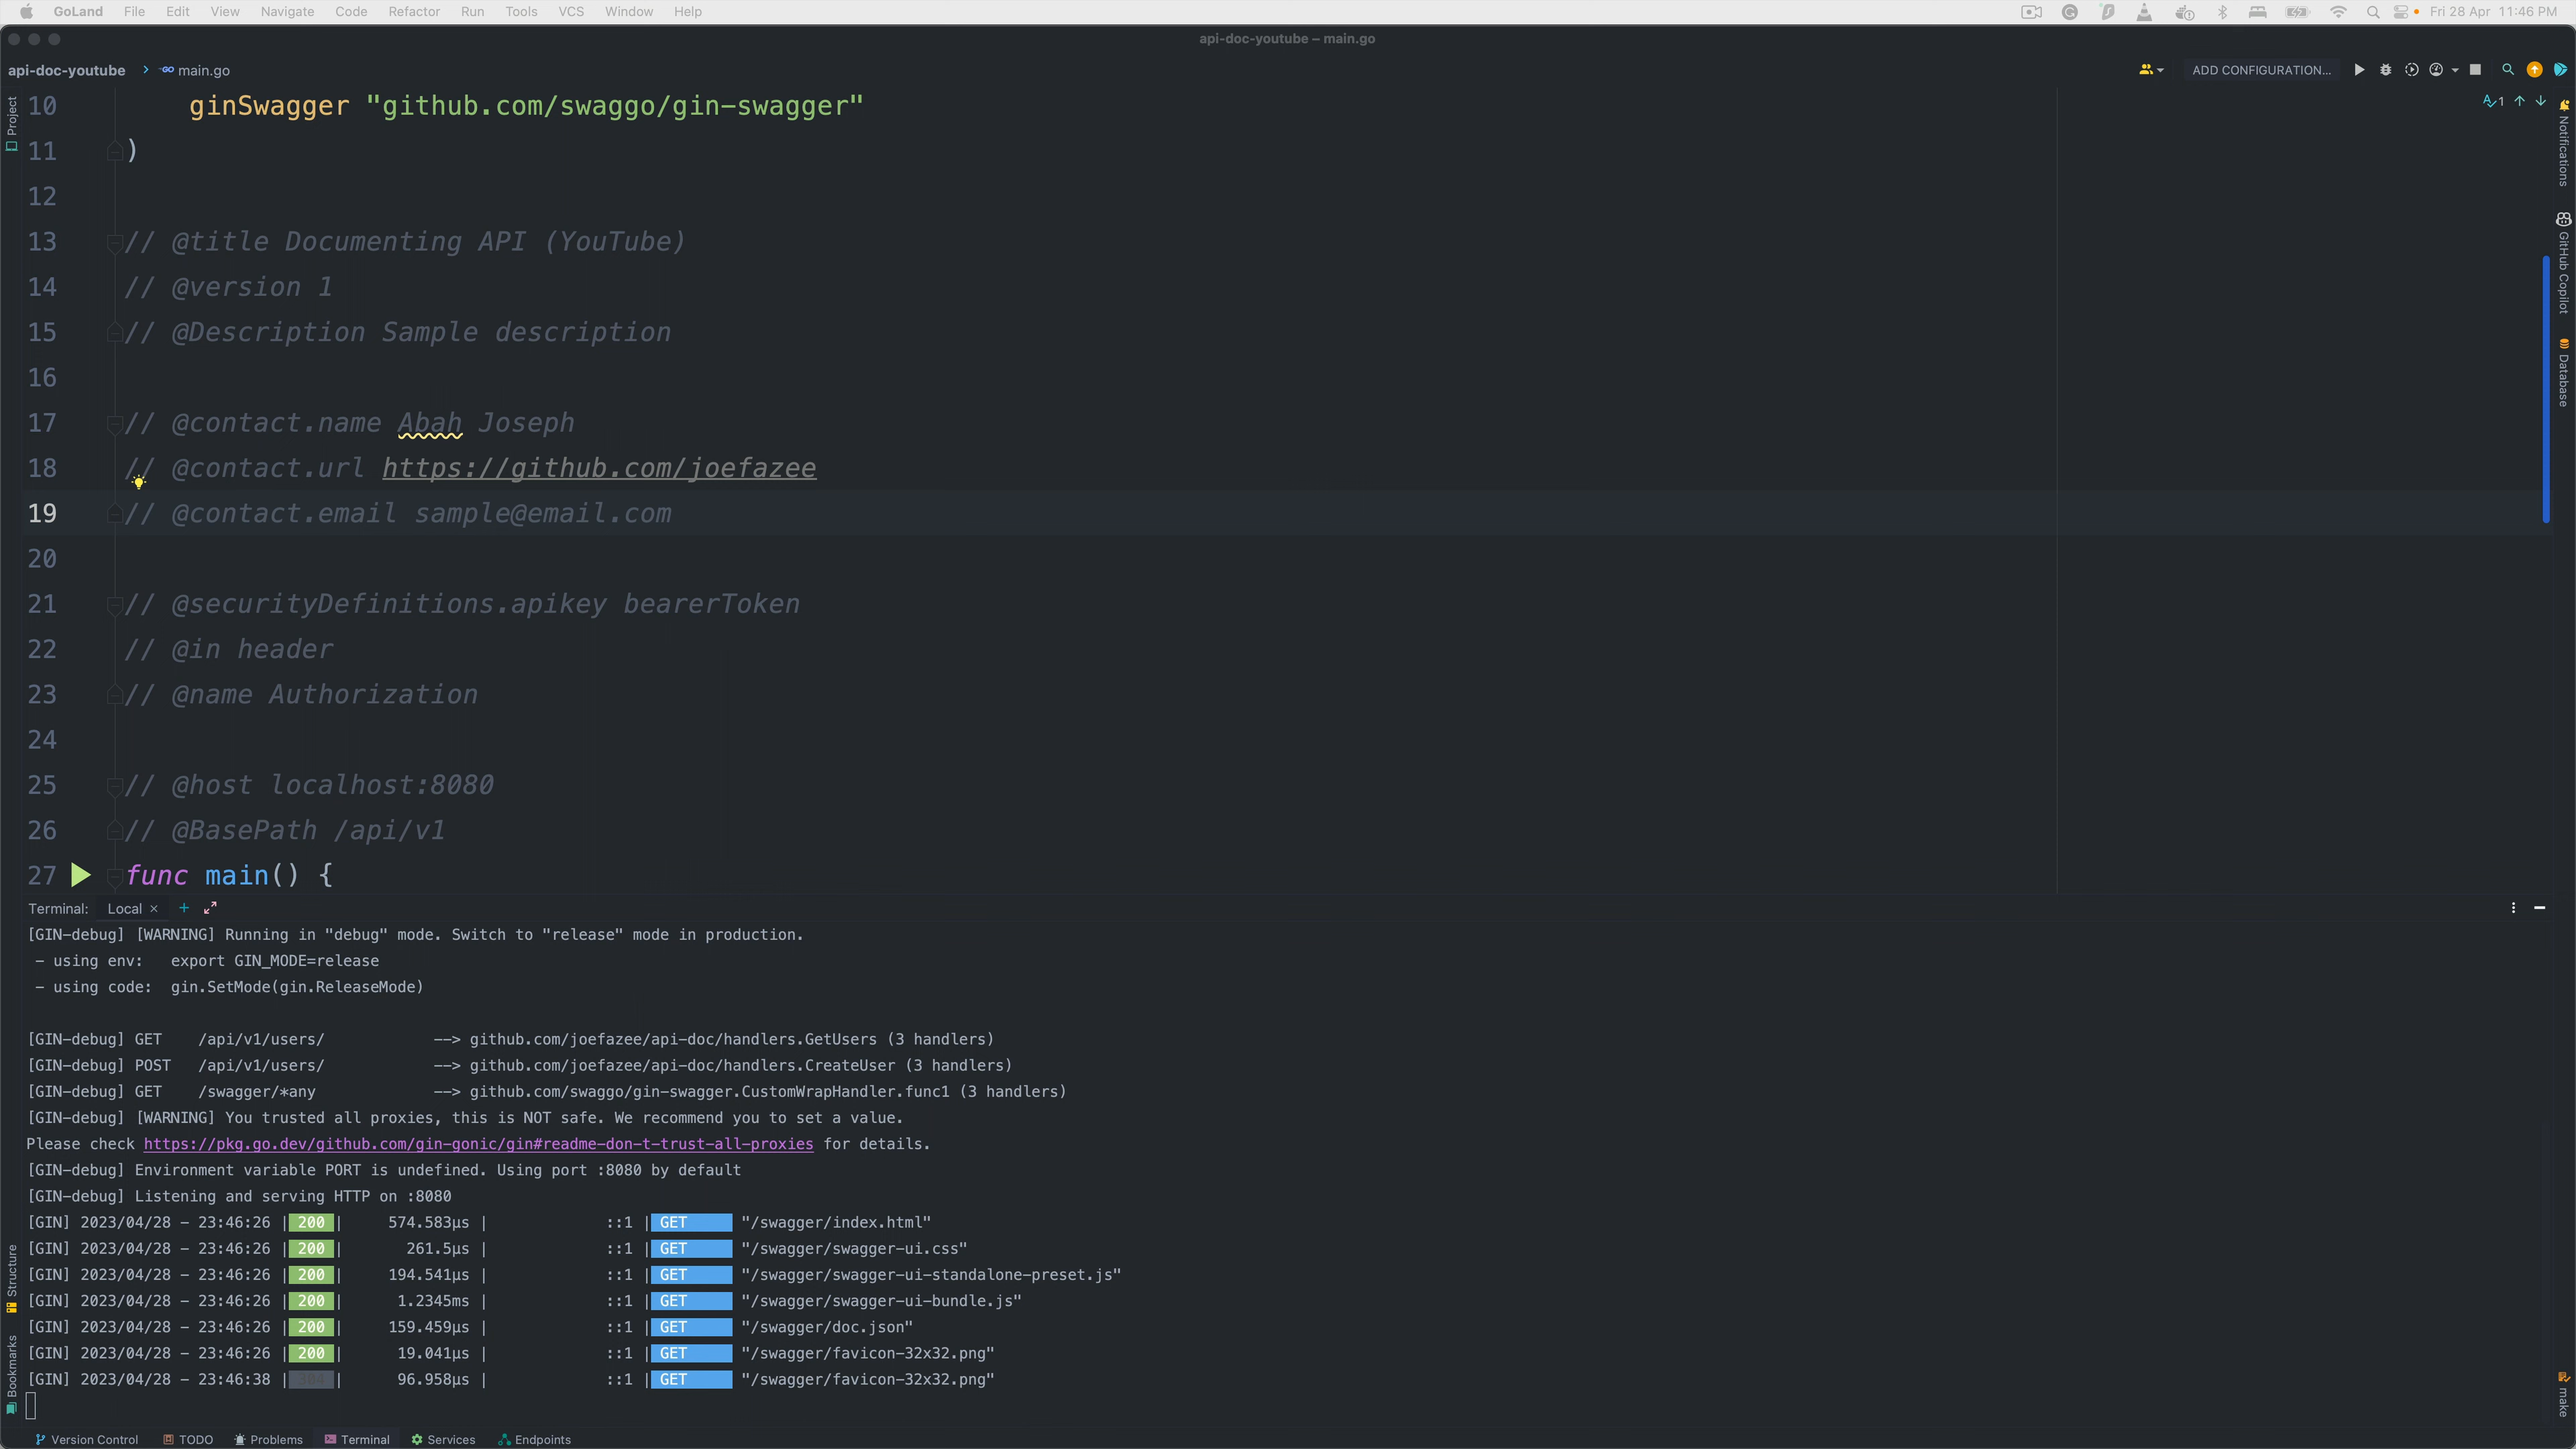 GoLand File Edit View Navigate Code Refactor Run Tools VCS Window Help Fri 28 Apr 11:46 PM
api-doc-youtube – main.go
api-doc-youtube main.go ADD CONFIGURATION...
Project
Notifications
GitHub Copilot
Database
1
10 ginSwagger "github.com/swaggo/gin-swagger"
11 )
12
13 // @title Documenting API (YouTube)
14 // @version 1
15 // @Description Sample description
16
17 // @contact.name Abah Joseph
18 // @contact.url https://github.com/joefazee
19 // @contact.email sample@email.com
20
21 // @securityDefinitions.apikey bearerToken
22 // @in header
23 // @name Authorization
24
25 // @host localhost:8080
26 // @BasePath /api/v1
27 func main() {
Terminal: Local × +
[GIN-debug] [WARNING] Running in "debug" mode. Switch to "release" mode in production.
- using env: export GIN_MODE=release
- using code: gin.SetMode(gin.ReleaseMode)
[GIN-debug] GET /api/v1/users/ --> github.com/joefazee/api-doc/handlers.GetUsers (3 handlers)
[GIN-debug] POST /api/v1/users/ --> github.com/joefazee/api-doc/handlers.CreateUser (3 handlers)
[GIN-debug] GET /swagger/*any --> github.com/swaggo/gin-swagger.CustomWrapHandler.func1 (3 handlers)
[GIN-debug] [WARNING] You trusted all proxies, this is NOT safe. We recommend you to set a value.
Please check https://pkg.go.dev/github.com/gin-gonic/gin#readme-don-t-trust-all-proxies for details.
[GIN-debug] Environment variable PORT is undefined. Using port :8080 by default
[GIN-debug] Listening and serving HTTP on :8080
[GIN] 2023/04/28 - 23:46:26 | 200 | 574.583µs | ::1 | GET "/swagger/index.html"
[GIN] 2023/04/28 - 23:46:26 | 200 | 261.5µs | ::1 | GET "/swagger/swagger-ui.css"
[GIN] 2023/04/28 - 23:46:26 | 200 | 194.541µs | ::1 | GET "/swagger/swagger-ui-standalone-preset.js"
[GIN] 2023/04/28 - 23:46:26 | 200 | 1.2345ms | ::1 | GET "/swagger/swagger-ui-bundle.js"
[GIN] 2023/04/28 - 23:46:26 | 200 | 159.459µs | ::1 | GET "/swagger/doc.json"
[GIN] 2023/04/28 - 23:46:26 | 200 | 19.041µs | ::1 | GET "/swagger/favicon-32x32.png"
[GIN] 2023/04/28 - 23:46:38 | 304 | 96.958µs | ::1 | GET "/swagger/favicon-32x32.png"
Structure
Bookmarks
make
Version Control TODO Problems Terminal Services Endpoints